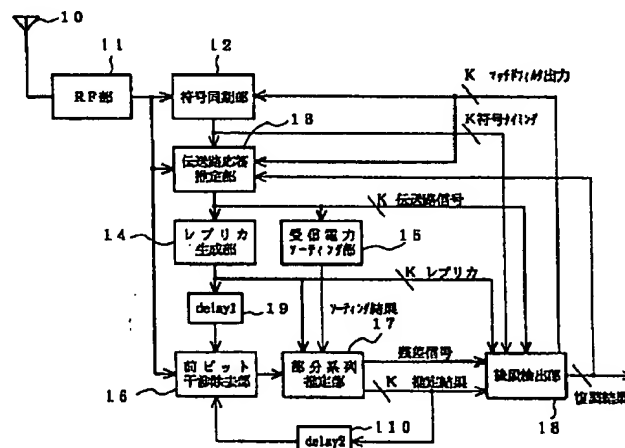 10
11
RF部
12
符号同期部
K マッチドフィルタ出力
K符号タイミング
13
伝送路応答
推定部
K 伝送路信号
14
レプリカ
生成部
受信電力
ソーティング部
15
K レプリカ
delay1
19
ソーティング結果
17
前ビット
干渉除去部
16
部分系列
推定部
残差信号
K 推定結果
検出部
18
復調結果
110
delay2